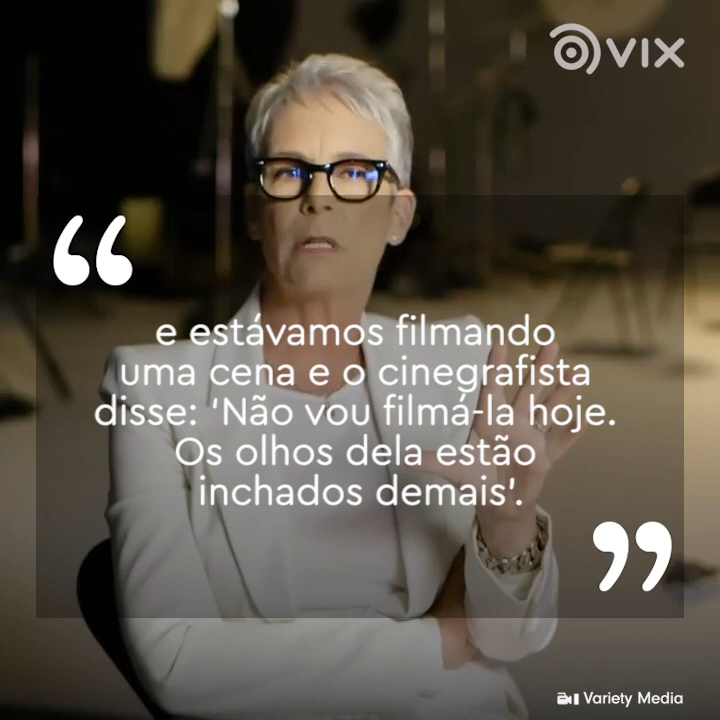 VIX
“
e estávamos filmando
uma cena e o cinegrafista
disse: 'Não vou filmá-la hoje.
Os olhos dela estão
inchados demais'.
”
Variety Media